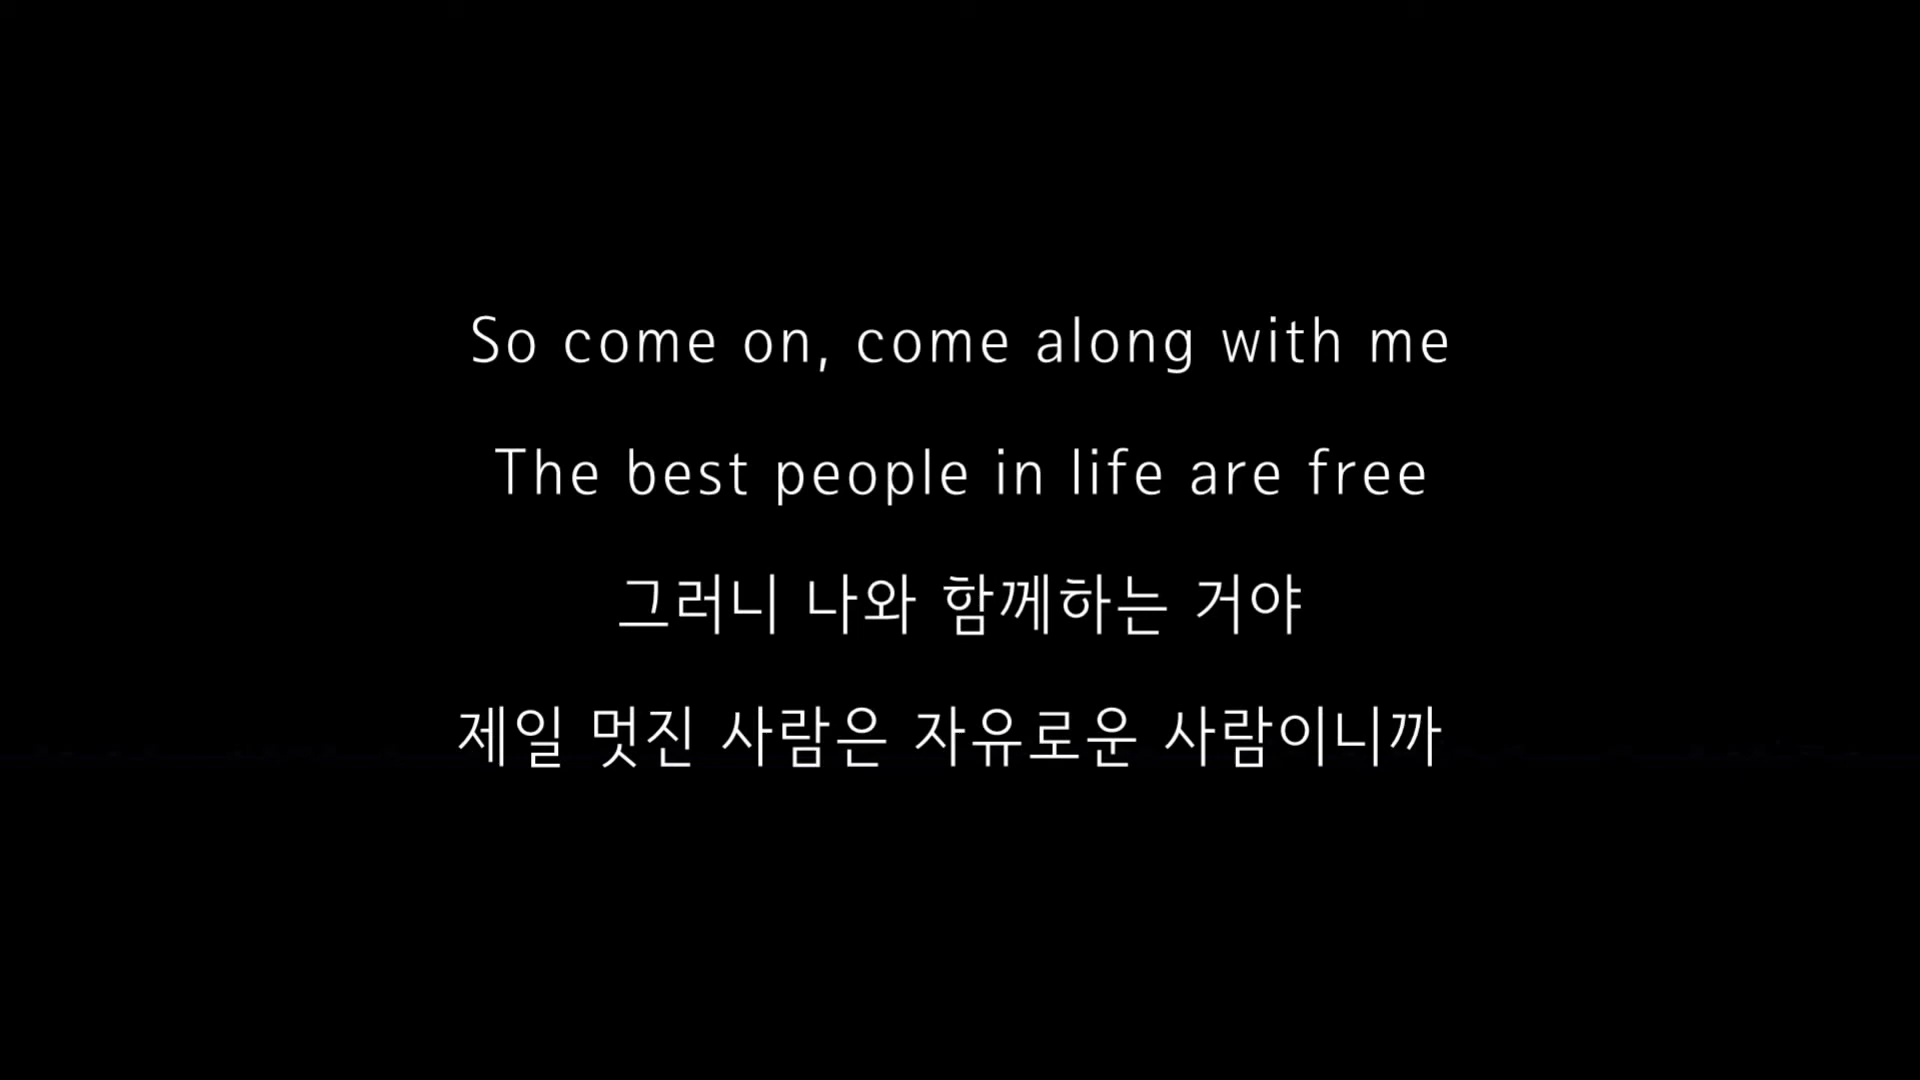 So come on, come along with me
The best people in life are free
그러니 나와 함께하는 거야
제일 멋진 사람은 자유로운 사람이니까